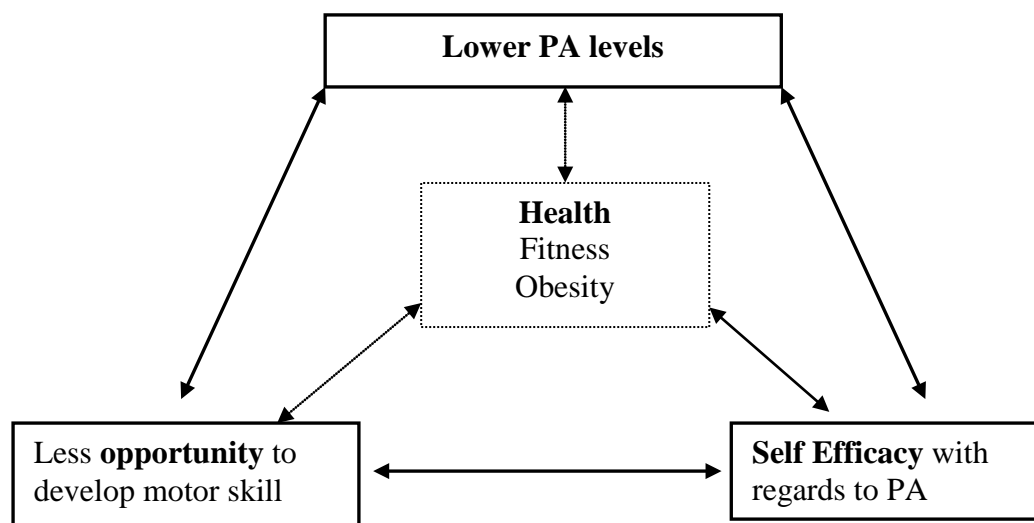 Lower PA levels
Health
Fitness
Obesity
Less opportunity to
develop motor skill
Self Efficacy with
regards to PA